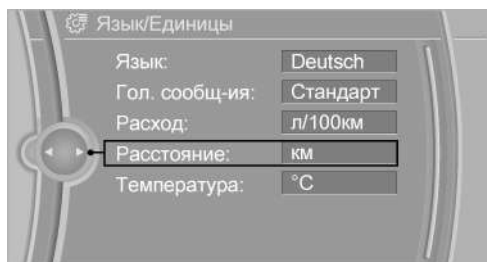 Язык/Единицы
Язык: Deutsch
Гол. сообщ-ия: Стандарт
Расход: л/100км
Расстояние: км
Температура: °C